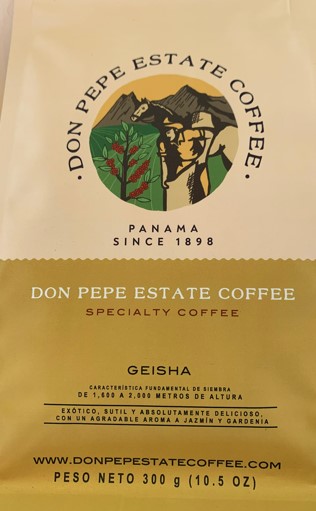 · DON PEPE ESTATE COFFEE ·
PANAMA
SINCE 1898
DON PEPE ESTATE COFFEE
SPECIALTY COFFEE
GEISHA
CARACTERÍSTICA FUNDAMENTAL DE SIEMBRA
DE 1,600 A 2,000 METROS DE ALTURA
EXÓTICO, SUTIL Y ABSOLUTAMENTE DELICIOSO,
CON UN AGRADABLE AROMA A JAZMÍN Y GARDENIA
WWW.DONPEPESTATECOFFEE.COM
PESO NETO 300 g (10.5 OZ)